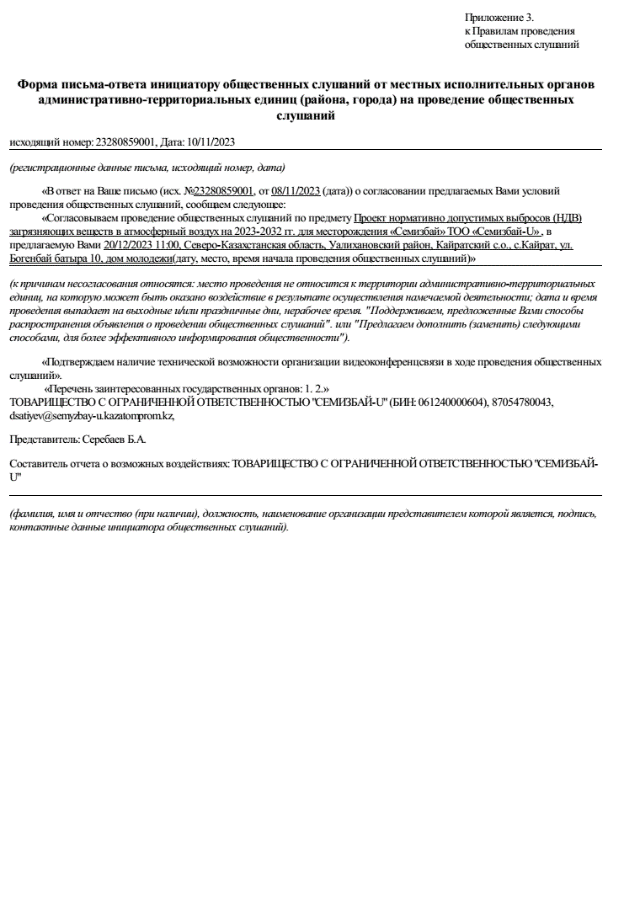 Приложение 3.
к Правилам проведения
общественных слушаний
Форма письма-ответа инициатору общественных слушаний от местных исполнительных органов
административно-территориальных единиц (района, города) на проведение общественных
слушаний
исходящий номер: 23280859001, Дата: 10/11/2023
(регистрационные данные письма, исходящий номер, дата)
«В ответ на Ваше письмо (исх. №23280859001, от 08/11/2023 (дата)) о согласовании предлагаемых Вами условий
проведения общественных слушаний, сообщаем следующее:
«Согласовываем проведение общественных слушаний по предмету Проект нормативно допустимых выбросов (НДВ)
загрязняющих веществ в атмосферный воздух на 2023-2032 гг. для месторождения «Семизбай» ТОО «Семизбай-U» , в
предлагаемую Вами 20/12/2023 11:00, Северо-Казахстанская область, Уалихановский район, Кайратский с.о., с.Кайрат, ул.
Богенбай батыра 10, дом молодежи(дату, место, время начала проведения общественных слушаний)»
(к причинам несогласования относятся: место проведения не относится к территории административно-территориальных
единиц, на которую может быть оказано воздействие в результате осуществления намечаемой деятельности; дата и время
проведения выпадает на выходные и/или праздничные дни, нерабочее время. "Поддерживаем, предложенные Вами способы
распространения объявления о проведении общественных слушаний". или "Предлагаем дополнить (заменить) следующими
способами, для более эффективного информирования общественности").
«Подтверждаем наличие технической возможности организации видеоконференцсвязи в ходе проведения общественных
слушаний».
«Перечень заинтересованных государственных органов: 1. 2.»
ТОВАРИЩЕСТВО С ОГРАНИЧЕННОЙ ОТВЕТСТВЕННОСТЬЮ "СЕМИЗБАЙ-U" (БИН: 061240000604), 87054780043,
dsatiyev@semyzbay-u.kazatomprom.kz,
Представитель: Серебаев Б.А.
Составитель отчета о возможных воздействиях: ТОВАРИЩЕСТВО С ОГРАНИЧЕННОЙ ОТВЕТСТВЕННОСТЬЮ "СЕМИЗБАЙ-
U"
(фамилия, имя и отчество (при наличии), должность, наименование организации представителем которой является, подпись,
контактные данные инициатора общественных слушаний).